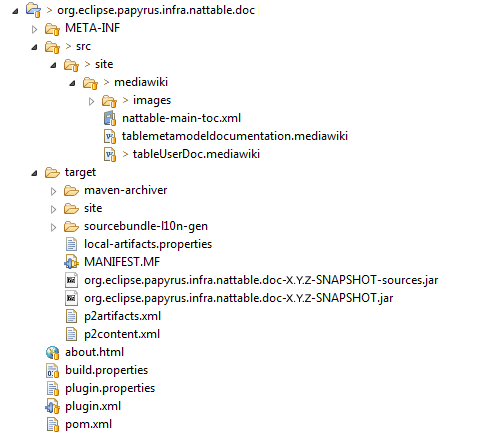 > org.eclipse.papyrus.infra.nattable.doc
META-INF
> src
> site
> mediawiki
> images
nattable-main-toc.xml
tablemetamodeldocumentation.mediawiki
> tableUserDoc.mediawiki
target
maven-archiver
site
sourcebundle-l10n-gen
local-artifacts.properties
MANIFEST.MF
org.eclipse.papyrus.infra.nattable.doc-X.Y.Z-SNAPSHOT-sources.jar
org.eclipse.papyrus.infra.nattable.doc-X.Y.Z-SNAPSHOT.jar
p2artifacts.xml
p2content.xml
about.html
build.properties
plugin.properties
plugin.xml
pom.xml